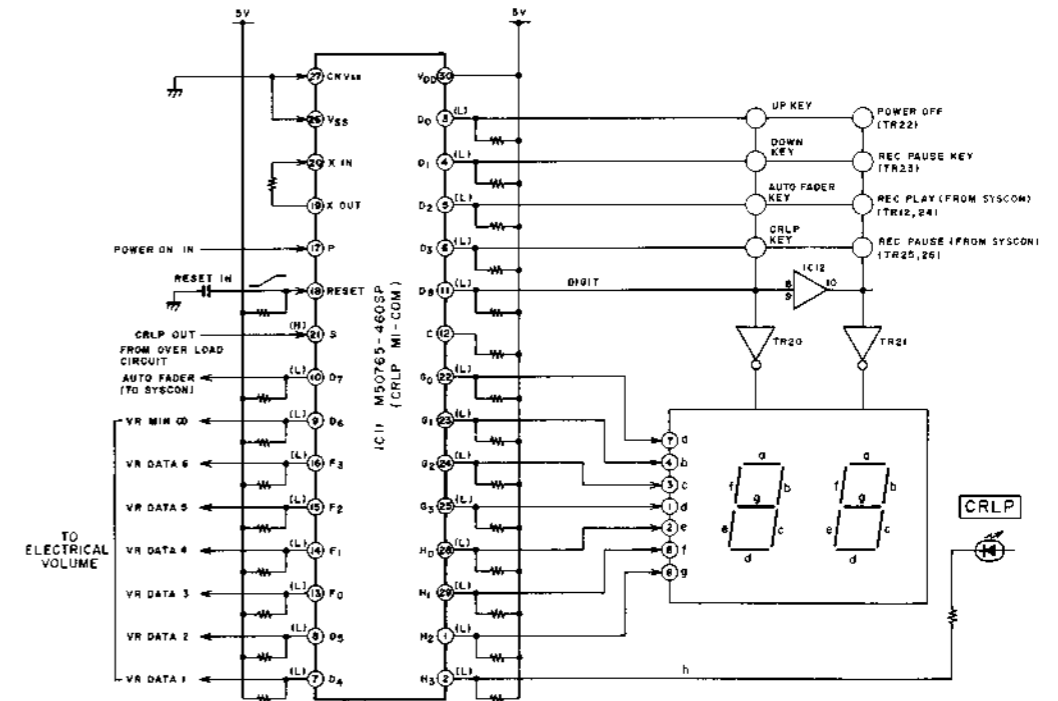 5V
5V
27 CNVss
VDD 30
26 VSS
D0 3 (L)
UP KEY
POWER OFF
(TR22)
20 X IN
D1 4 (L)
DOWN
KEY
REC PAUSE KEY
(TR23)
19 X OUT
D2 5 (L)
AUTO FADER
KEY
REC PLAY (FROM SYSCON)
(TR12,24)
POWER ON IN
17 P
D3 6 (L)
CRLP
KEY
REC PAUSE (FROM SYSCON)
(TR25,26)
RESET IN
18 RESET
D8 11 (L)
DIGIT
IC12
8
9
10
CRLP OUT
(H)
21 S
C 12
TR20
TR21
FROM OVER LOAD
CIRCUIT
AUTO FADER
(TO SYSCON)
(L)
10 D7
G0 22 (L)
VR MIN ∞
(L)
9 D6
G1 23 (L)
VR DATA 6
(L)
16 F3
G2 24 (L)
VR DATA 5
(L)
15 F2
G3 25 (L)
VR DATA 4
(L)
14 F1
H0 28 (L)
VR DATA 3
(L)
13 F0
H1 29 (L)
VR DATA 2
(L)
8 D5
H2 1 (L)
VR DATA 1
(L)
7 D4
H3 2 (L)
h
TO
ELECTRICAL
VOLUME
IC11 M50765-460SP
(CRLP MI-COM)
7 a
4 b
3 c
1 d
2 e
f
g
a
f b
g
e c
d
a
f b
g
e c
d
CRLP